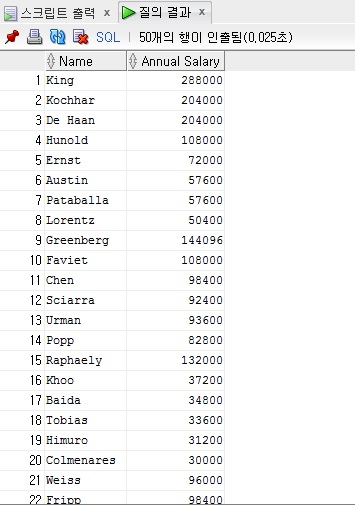 스크립트 출력 x 질의 결과 x
SQL | 50개의 행이 인출됨(0,025초)
Name Annual Salary
1 King 288000
2 Kochhar 204000
3 De Haan 204000
4 Hunold 108000
5 Ernst 72000
6 Austin 57600
7 Pataballa 57600
8 Lorentz 50400
9 Greenberg 144096
10 Faviet 108000
11 Chen 98400
12 Sciarra 92400
13 Urman 93600
14 Popp 82800
15 Raphaely 132000
16 Khoo 37200
17 Baida 34800
18 Tobias 33600
19 Himuro 31200
20 Colmenares 30000
21 Weiss 96000
22 Fripp 98400